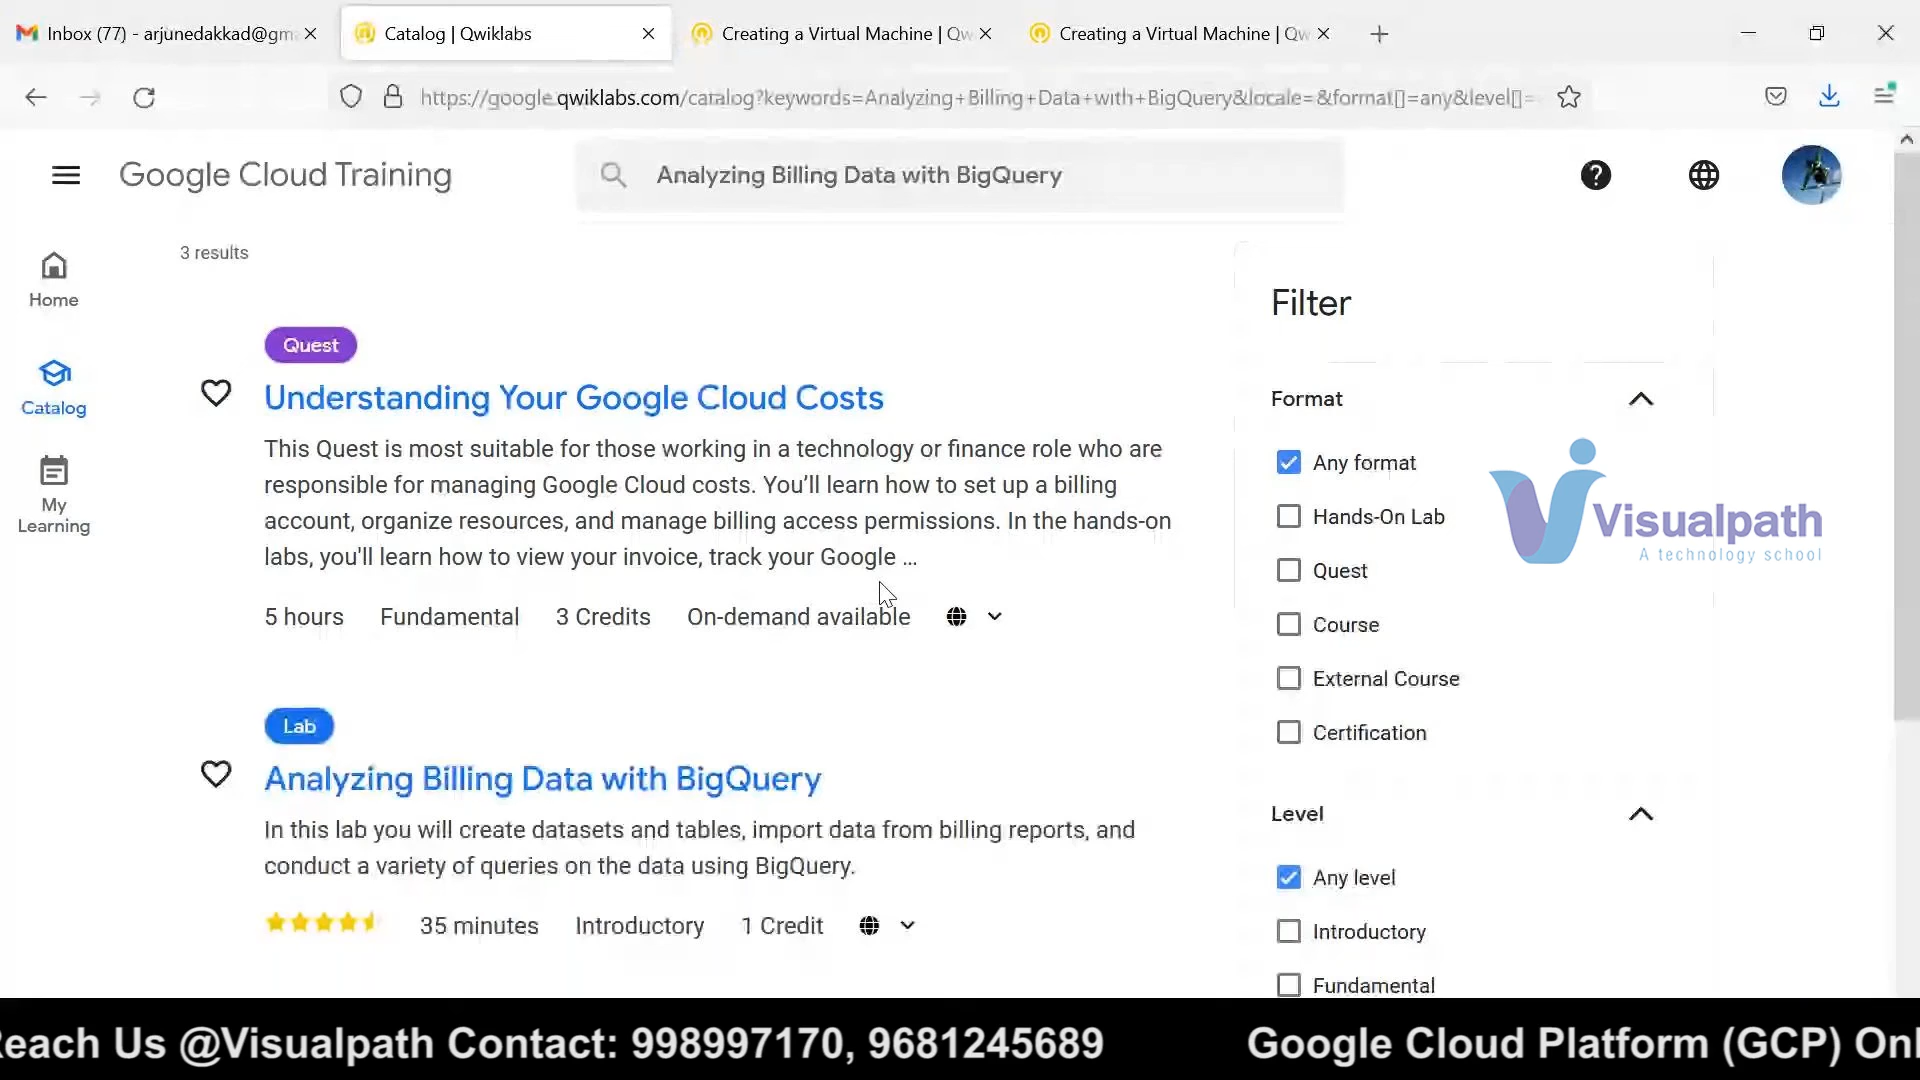 Inbox (77) - arjunedakkad@gm
Catalog | Qwiklabs
Creating a Virtual Machine | Qw
Creating a Virtual Machine | Qw
https://google.qwiklabs.com/catalog?keywords=Analyzing+Billing+Data+with+BigQuery&locale=&format[]=any&level[]=
Google Cloud Training
Analyzing Billing Data with BigQuery
?
3 results
Home
Catalog
My
Learning
Quest
Understanding Your Google Cloud Costs
This Quest is most suitable for those working in a technology or finance role who are
responsible for managing Google Cloud costs. You’ll learn how to set up a billing
account, organize resources, and manage billing access permissions. In the hands-on
labs, you'll learn how to view your invoice, track your Google ...
5 hours Fundamental 3 Credits On-demand available
Lab
Analyzing Billing Data with BigQuery
In this lab you will create datasets and tables, import data from billing reports, and
conduct a variety of queries on the data using BigQuery.
35 minutes Introductory 1 Credit
Filter
Format
Any format
Hands-On Lab
Quest
Course
External Course
Certification
Level
Any level
Introductory
Fundamental
Visualpath
A technology school
Reach Us @Visualpath Contact: 998997170, 9681245689 Google Cloud Platform (GCP) Onl